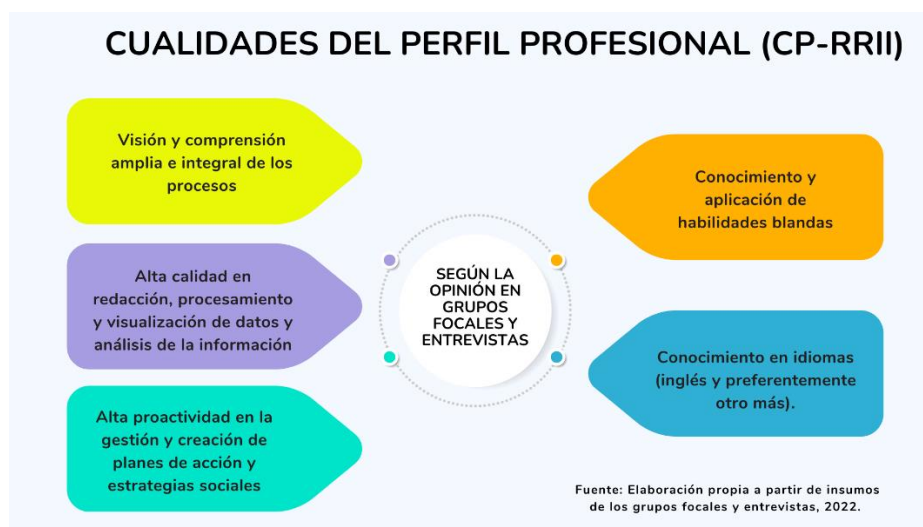 CUALIDADES DEL PERFIL PROFESIONAL (CP-RRII)
Visión y comprensión
amplia e integral de los
procesos
Alta calidad en
redacción, procesamiento
y visualización de datos y
análisis de la información
Alta proactividad en la
gestión y creación de
planes de acción y
estrategias sociales
SEGÚN LA
OPINIÓN EN
GRUPOS
FOCALES Y
ENTREVISTAS
Conocimiento y
aplicación de
habilidades blandas
Conocimiento en idiomas
(inglés y preferentemente
otro más).
Fuente: Elaboración propia a partir de insumos
de los grupos focales y entrevistas, 2022.